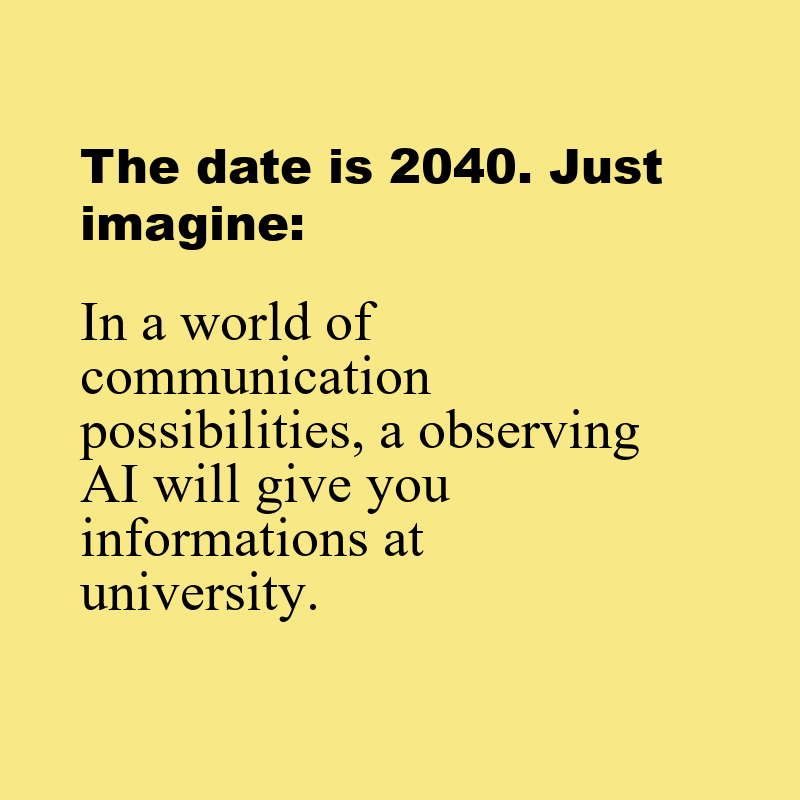 The date is 2040. Just
imagine:
In a world of
communication
possibilities, a observing
AI will give you
informations at
university.